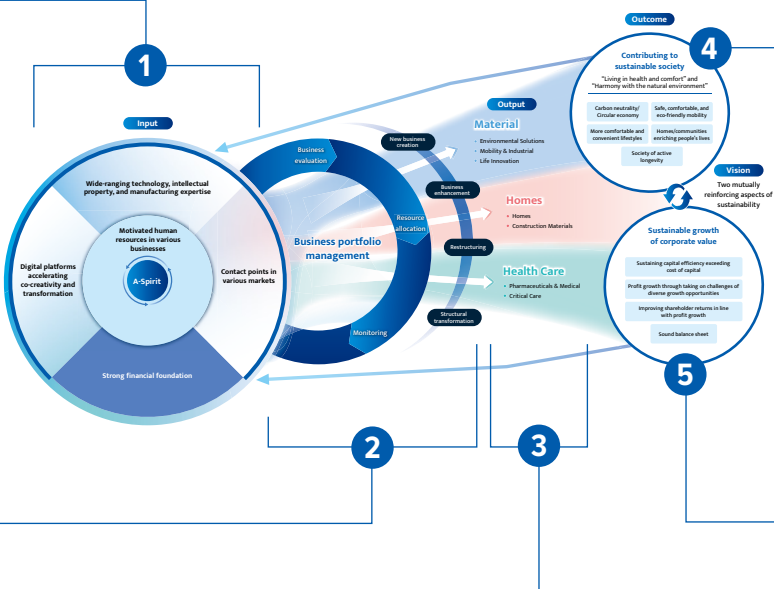 1
Input
Wide-ranging technology, intellectual
property, and manufacturing expertise
Motivated human
resources in various
businesses
A-Spirit
Digital platforms
accelerating
co-creativity and
transformation
Contact points in
various markets
Strong financial foundation
Business
evaluation
Resource
allocation
Monitoring
Business portfolio
management
New business
creation
Business
enhancement
Restructuring
Structural
transformation
2
Output
Material
• Environmental Solutions
• Mobility & Industrial
• Life Innovation
Homes
• Homes
• Construction Materials
Health Care
• Pharmaceuticals & Medical
• Critical Care
3
Outcome
4
Contributing to
sustainable society
"Living in health and comfort" and
"Harmony with the natural environment"
Carbon neutrality/
Circular economy
Safe, comfortable, and
eco-friendly mobility
More comfortable and
convenient lifestyles
Homes/communities
enriching people's lives
Society of active
longevity
Vision
Two mutually
reinforcing aspects of
sustainability
Sustainable growth
of corporate value
Sustaining capital efficiency exceeding
cost of capital
Profit growth through taking on challenges of
diverse growth opportunities
Improving shareholder returns in line
with profit growth
Sound balance sheet
5